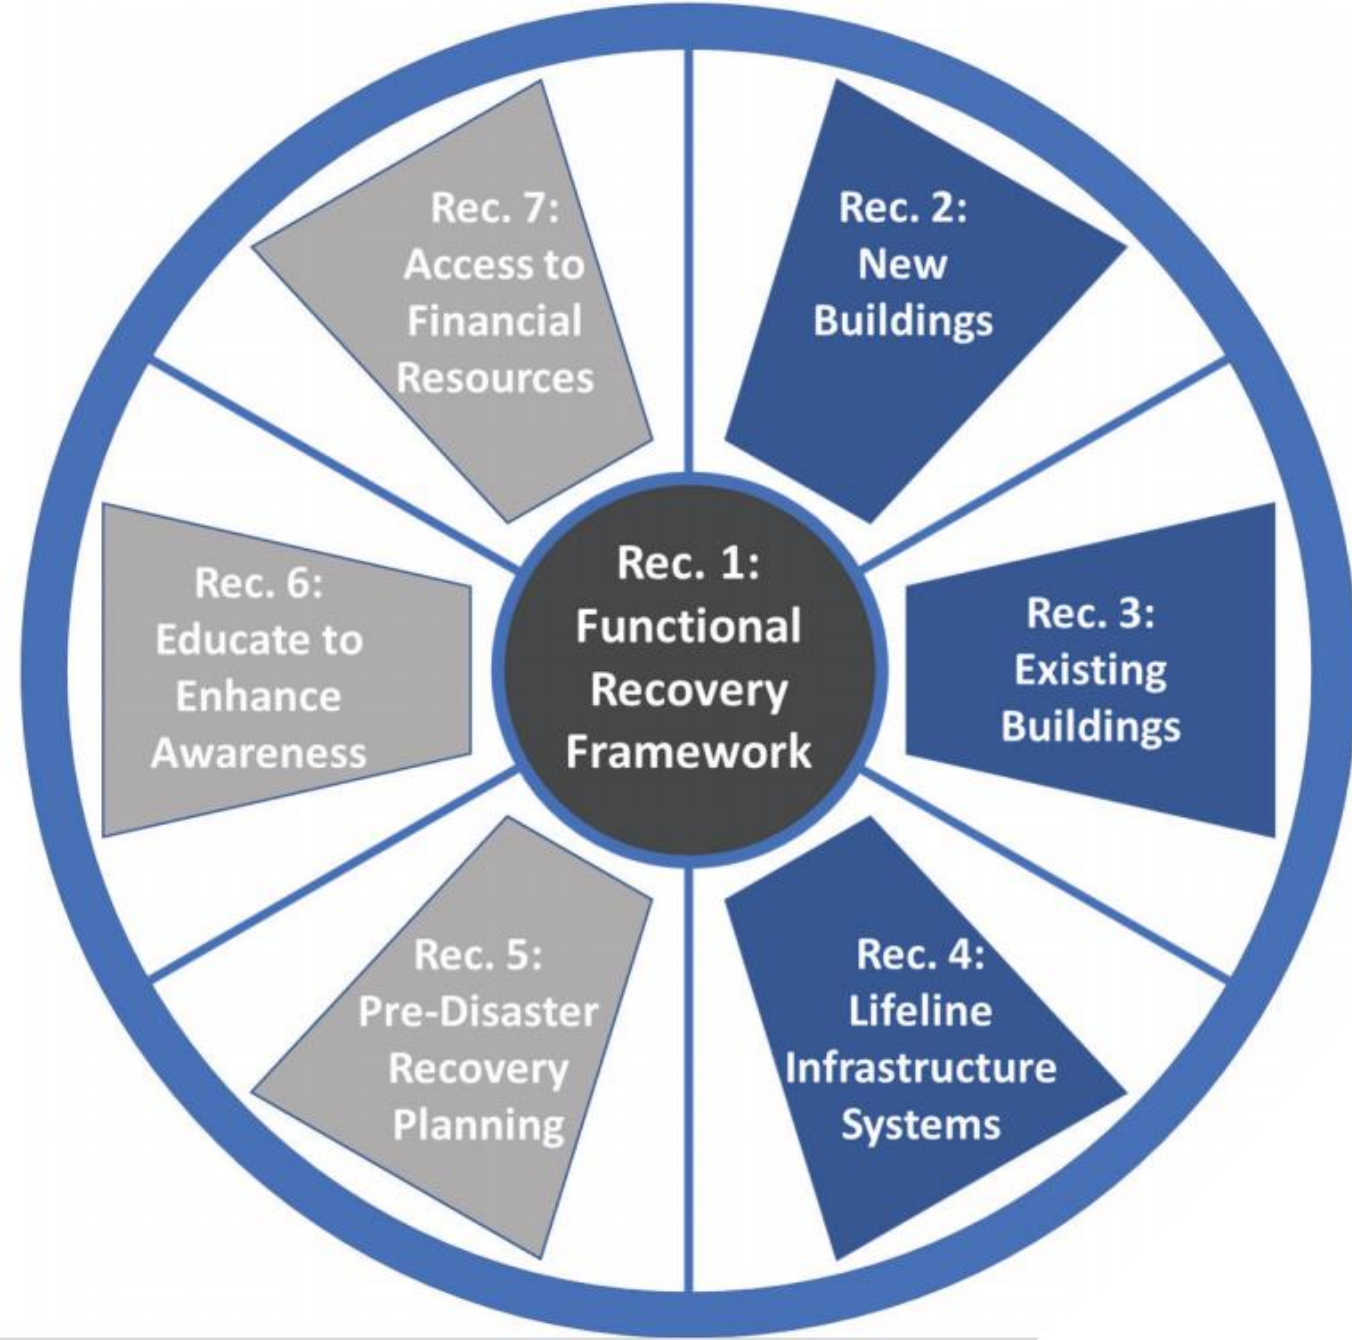 Rec. 1:
Functional
Recovery
Framework
Rec. 2:
New
Buildings
Rec. 3:
Existing
Buildings
Rec. 4:
Lifeline
Infrastructure
Systems
Rec. 5:
Pre-Disaster
Recovery
Planning
Rec. 6:
Educate to
Enhance
Awareness
Rec. 7:
Access to
Financial
Resources